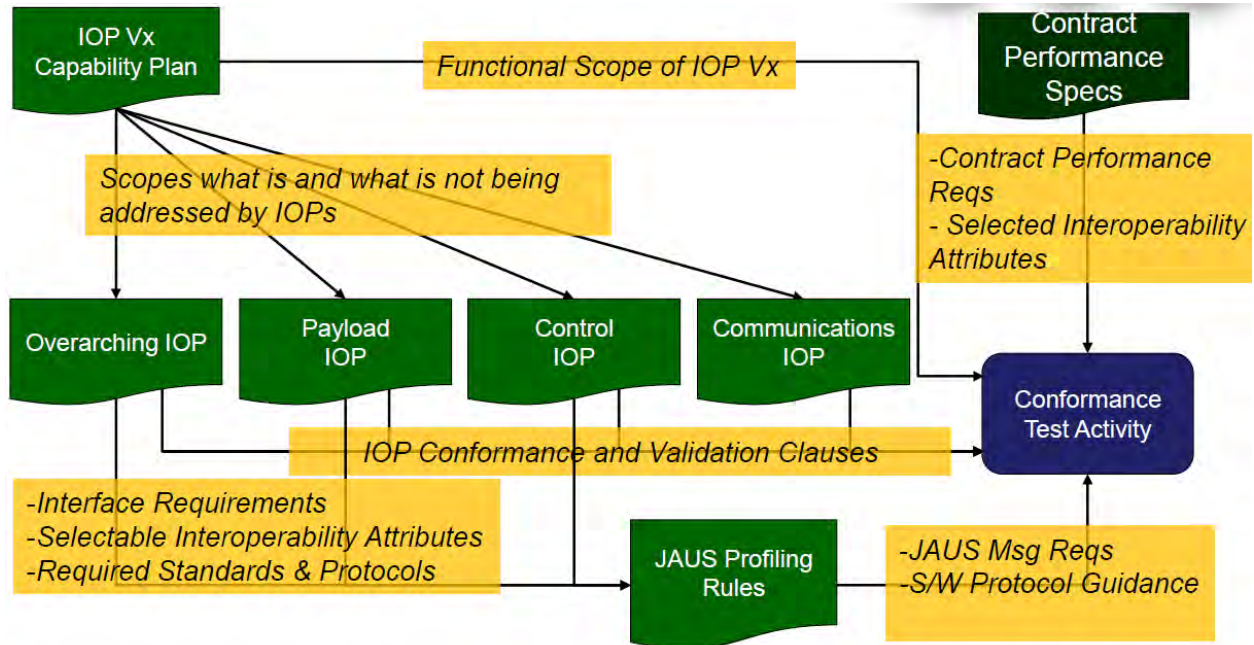 IOP Vx
Capability Plan
Functional Scope of IOP Vx
Contract
Performance
Specs
-Contract Performance
Reqs
- Selected Interoperability
Attributes
Scopes what is and what is not being
addressed by IOPs
Overarching IOP
Payload
IOP
Control
IOP
Communications
IOP
Conformance
Test Activity
IOP Conformance and Validation Clauses
-Interface Requirements
-Selectable Interoperability Attributes
-Required Standards & Protocols
JAUS Profiling
Rules
-JAUS Msg Reqs
-S/W Protocol Guidance